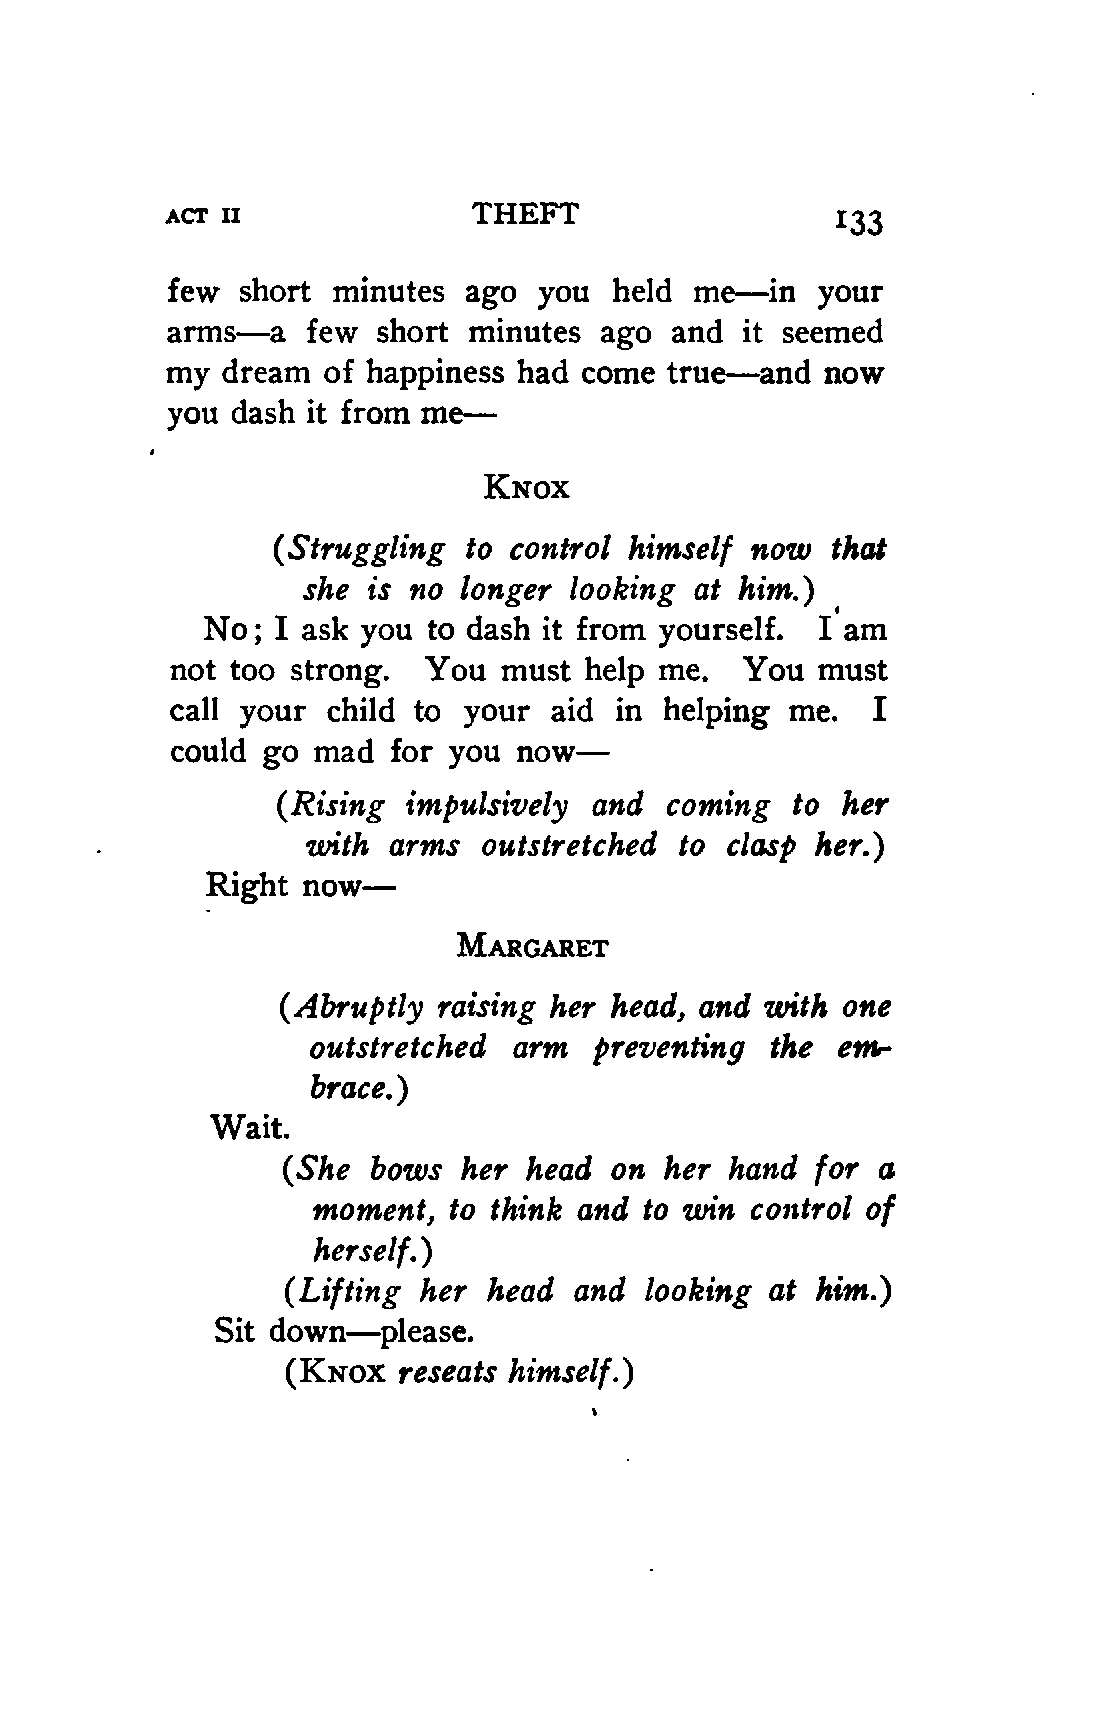 ACT II THEFT 133
few short minutes ago you held me—in your
arms—a few short minutes ago and it seemed
my dream of happiness had come true—and now
you dash it from me—
KNOX
(Struggling to control himself now that
she is no longer looking at him.)
No; I ask you to dash it from yourself. I am
not too strong. You must help me. You must
call your child to your aid in helping me. I
could go mad for you now—
(Rising impulsively and coming to her
with arms outstretched to clasp her.)
Right now—
MARGARET
(Abruptly raising her head, and with one
outstretched arm preventing the em-
brace.)
Wait.
(She bows her head on her hand for a
moment, to think and to win control of
herself.)
(Lifting her head and looking at him.)
Sit down—please.
(KNOX reseats himself.)